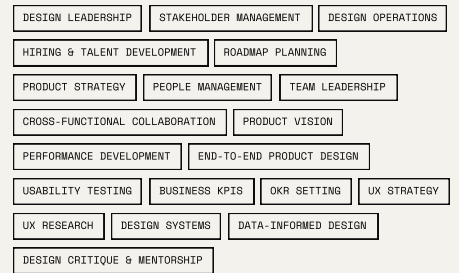 DESIGN LEADERSHIP STAKEHOLDER MANAGEMENT DESIGN OPERATIONS
HIRING & TALENT DEVELOPMENT ROADMAP PLANNING
PRODUCT STRATEGY PEOPLE MANAGEMENT TEAM LEADERSHIP
CROSS-FUNCTIONAL COLLABORATION PRODUCT VISION
PERFORMANCE DEVELOPMENT END-TO-END PRODUCT DESIGN
USABILITY TESTING BUSINESS KPIS OKR SETTING UX STRATEGY
UX RESEARCH DESIGN SYSTEMS DATA-INFORMED DESIGN
DESIGN CRITIQUE & MENTORSHIP